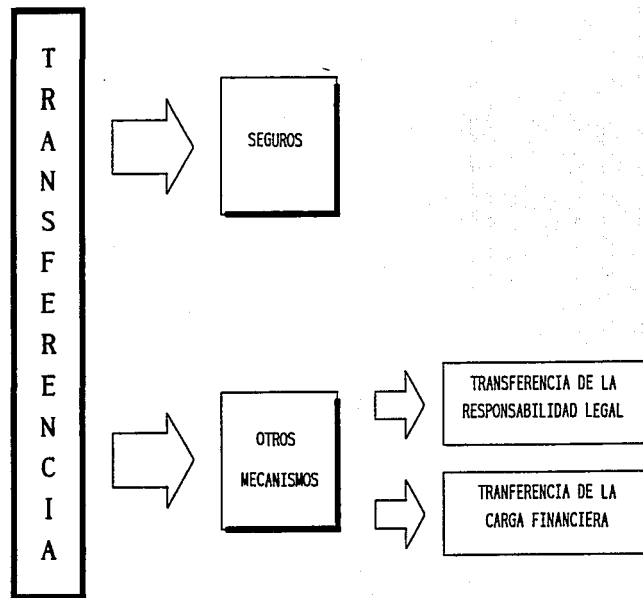 TRANSFERENCIA
SEGUROS
OTROS
MECANISMOS
TRANSFERENCIA DE LA
RESPONSABILIDAD LEGAL
TRANFERENCIA DE LA
CARGA FINANCIERA